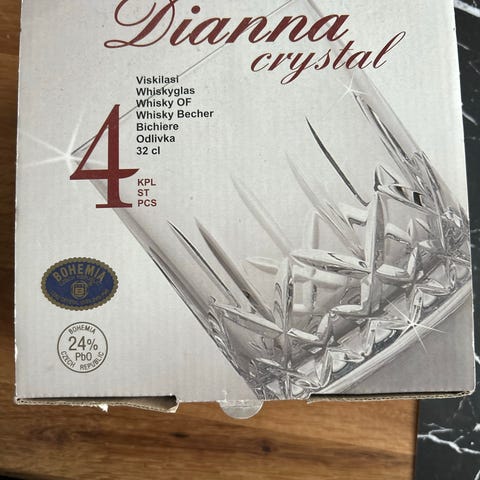 Dianna
crystal
Viskilasi
Whiskyglas
Whisky OF
Whisky Becher
Bichiere
Odlivka
32 cl
4
KPL
ST
PCS
BOHEMIA
BOHEMIA
24%
PbO
CZECH REPUBLIC